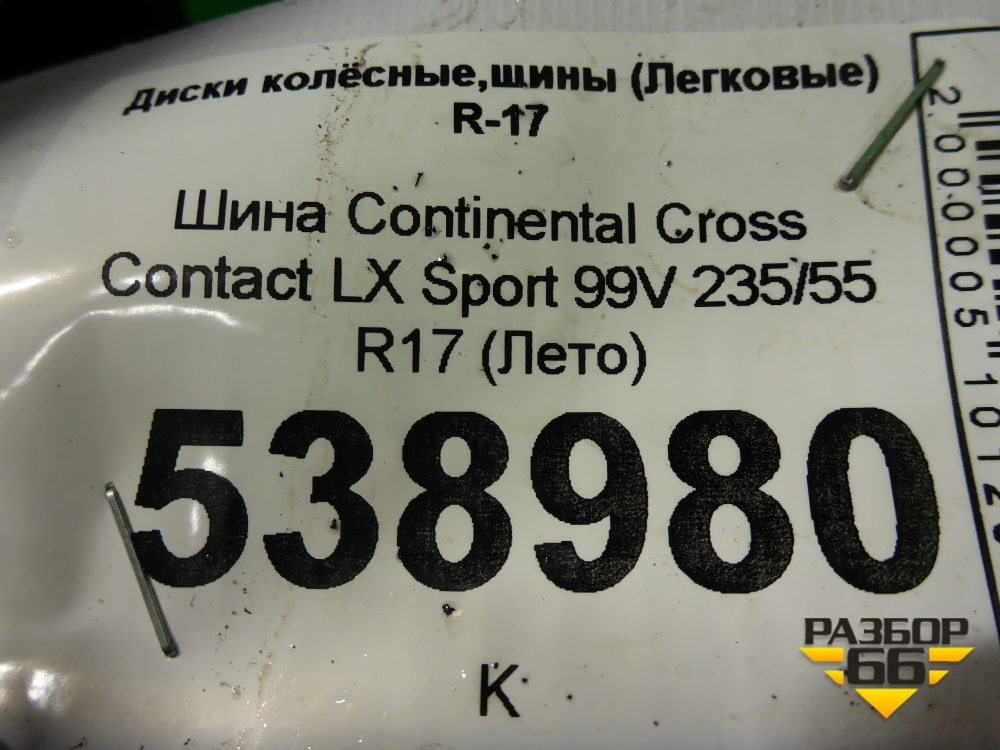 Диски колёсные,шины (Легковые)
R-17
Шина Continental Cross
Contact LX Sport 99V 235/55
R17 (Лето)
538980
К
РАЗБОР
66